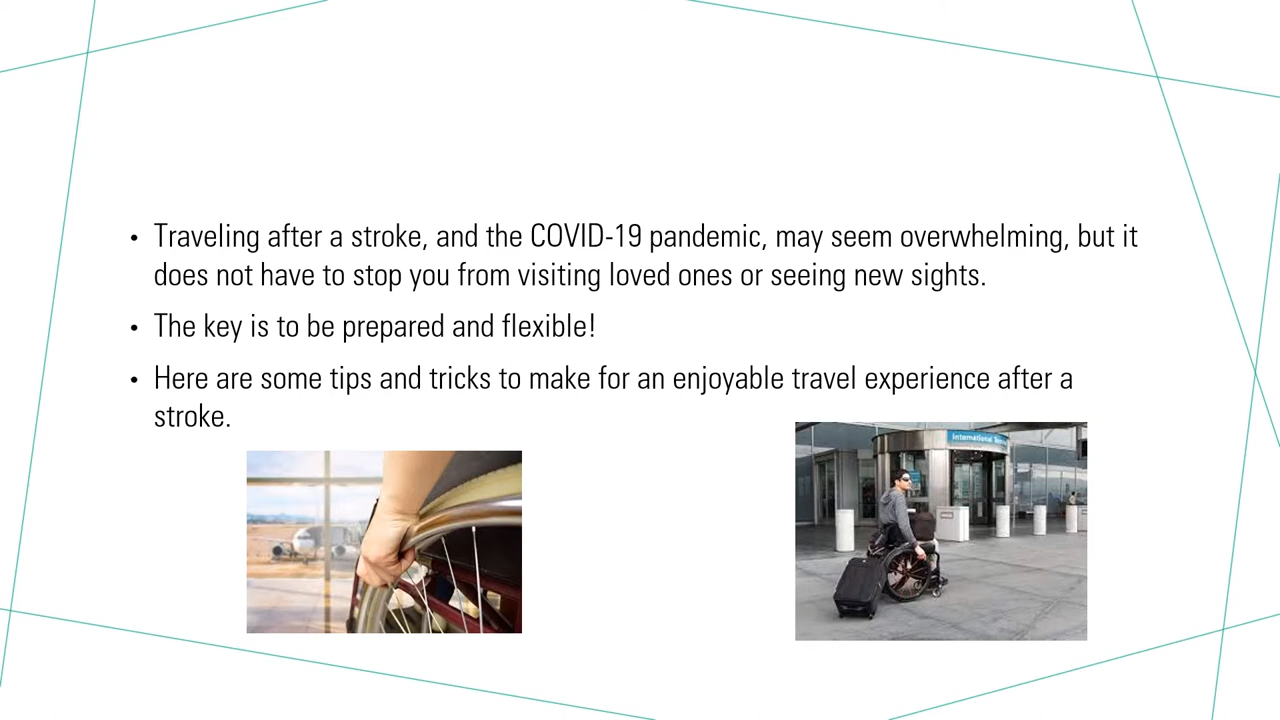 • Traveling after a stroke, and the COVID-19 pandemic, may seem overwhelming, but it
does not have to stop you from visiting loved ones or seeing new sights.
• The key is to be prepared and flexible!
• Here are some tips and tricks to make for an enjoyable travel experience after a
stroke.
International